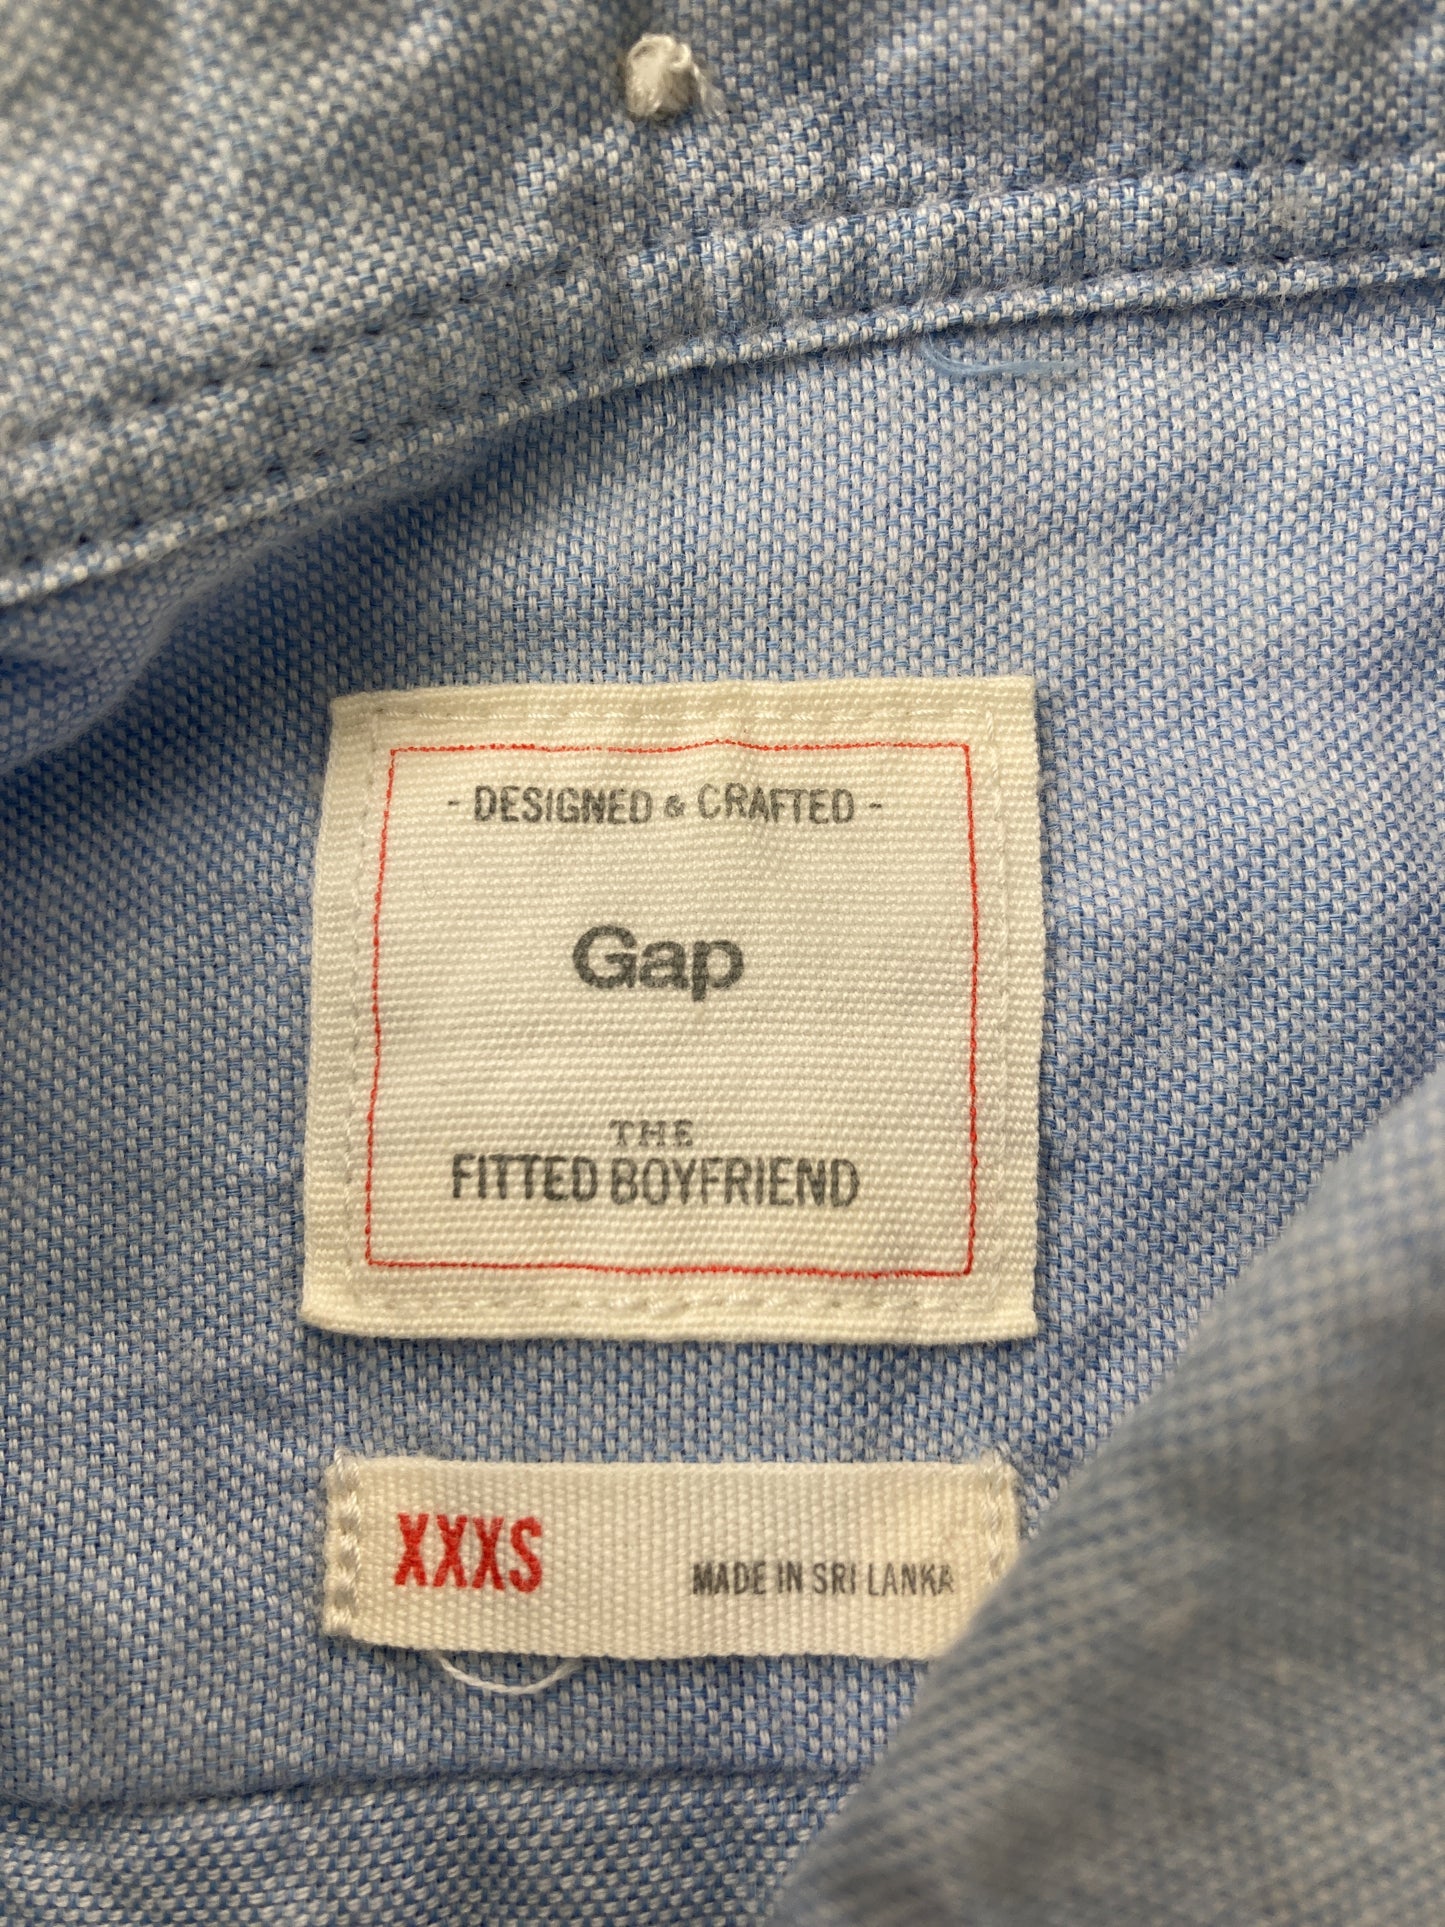 - DESIGNED & CRAFTED -
Gap
THE
FITTED BOYFRIEND
XXXS
MADE IN SRI LANKA